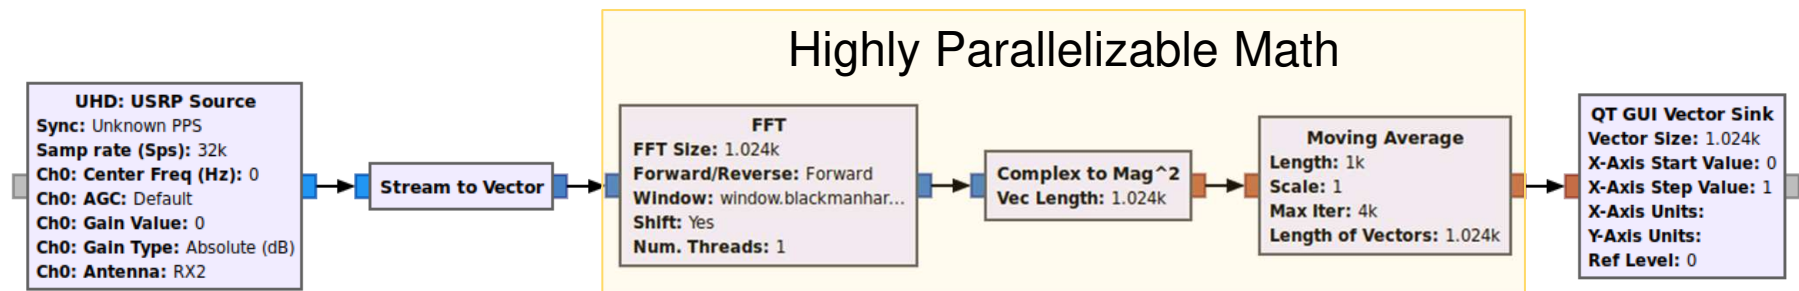 Highly Parallelizable Math
UHD: USRP Source
Sync: Unknown PPS
Samp rate (Sps): 32k
Ch0: Center Freq (Hz): 0
Ch0: AGC: Default
Ch0: Gain Value: 0
Ch0: Gain Type: Absolute (dB)
Ch0: Antenna: RX2
Stream to Vector
FFT
FFT Size: 1.024k
Forward/Reverse: Forward
Window: window.blackmanhar...
Shift: Yes
Num. Threads: 1
Complex to Mag^2
Vec Length: 1.024k
Moving Average
Length: 1k
Scale: 1
Max Iter: 4k
Length of Vectors: 1.024k
QT GUI Vector Sink
Vector Size: 1.024k
X-Axis Start Value: 0
X-Axis Step Value: 1
X-Axis Units:
Y-Axis Units:
Ref Level: 0